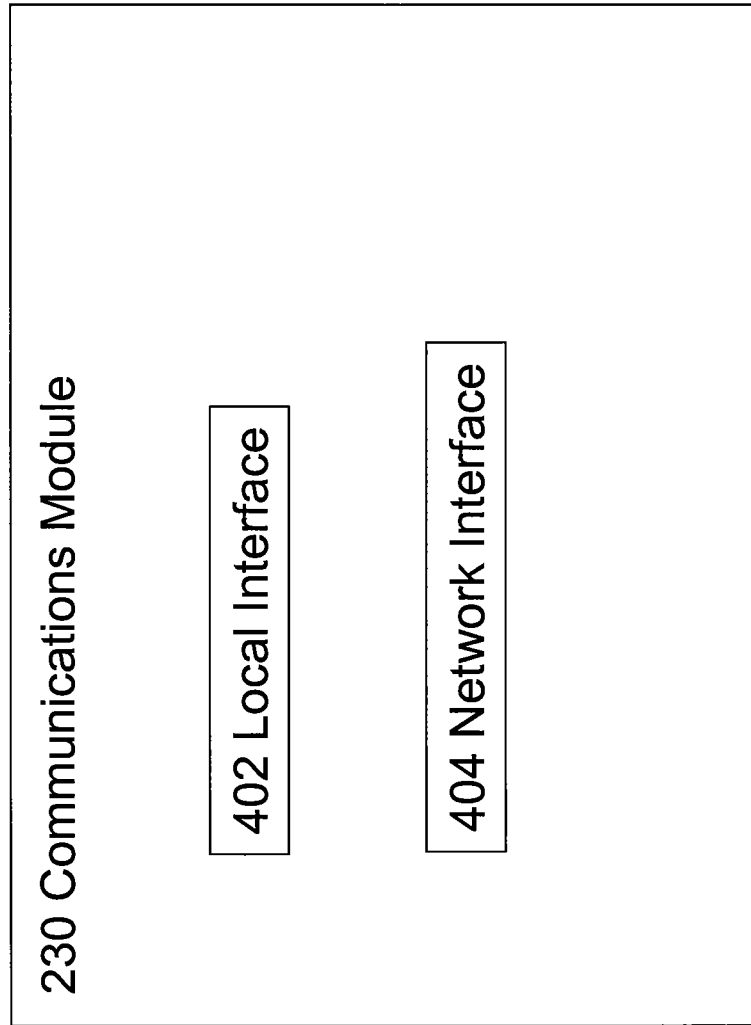 230 Communications Module
402 Local Interface
404 Network Interface